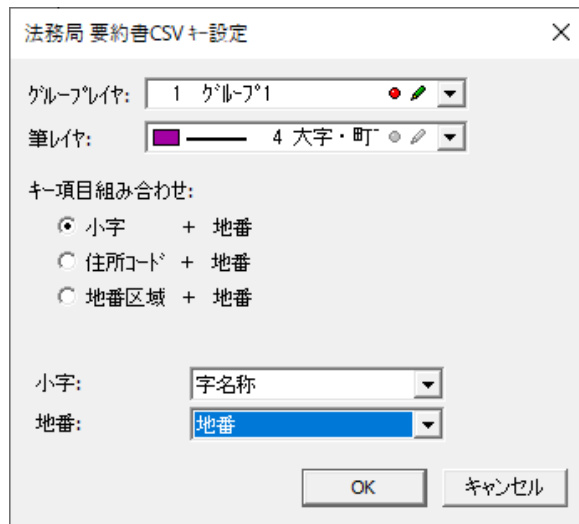 法務局 要約書CSV ｷｰ設定
ｸﾞﾙｰﾌﾟﾚｲﾔ: 1 ｸﾞﾙｰﾌﾟ1
筆ﾚｲﾔ: 4 大字・町
キー項目組み合わせ:
小字 + 地番
住所ｺｰﾄﾞ + 地番
地番区域 + 地番
小字: 字名称
地番: 地番
OK キャンセル